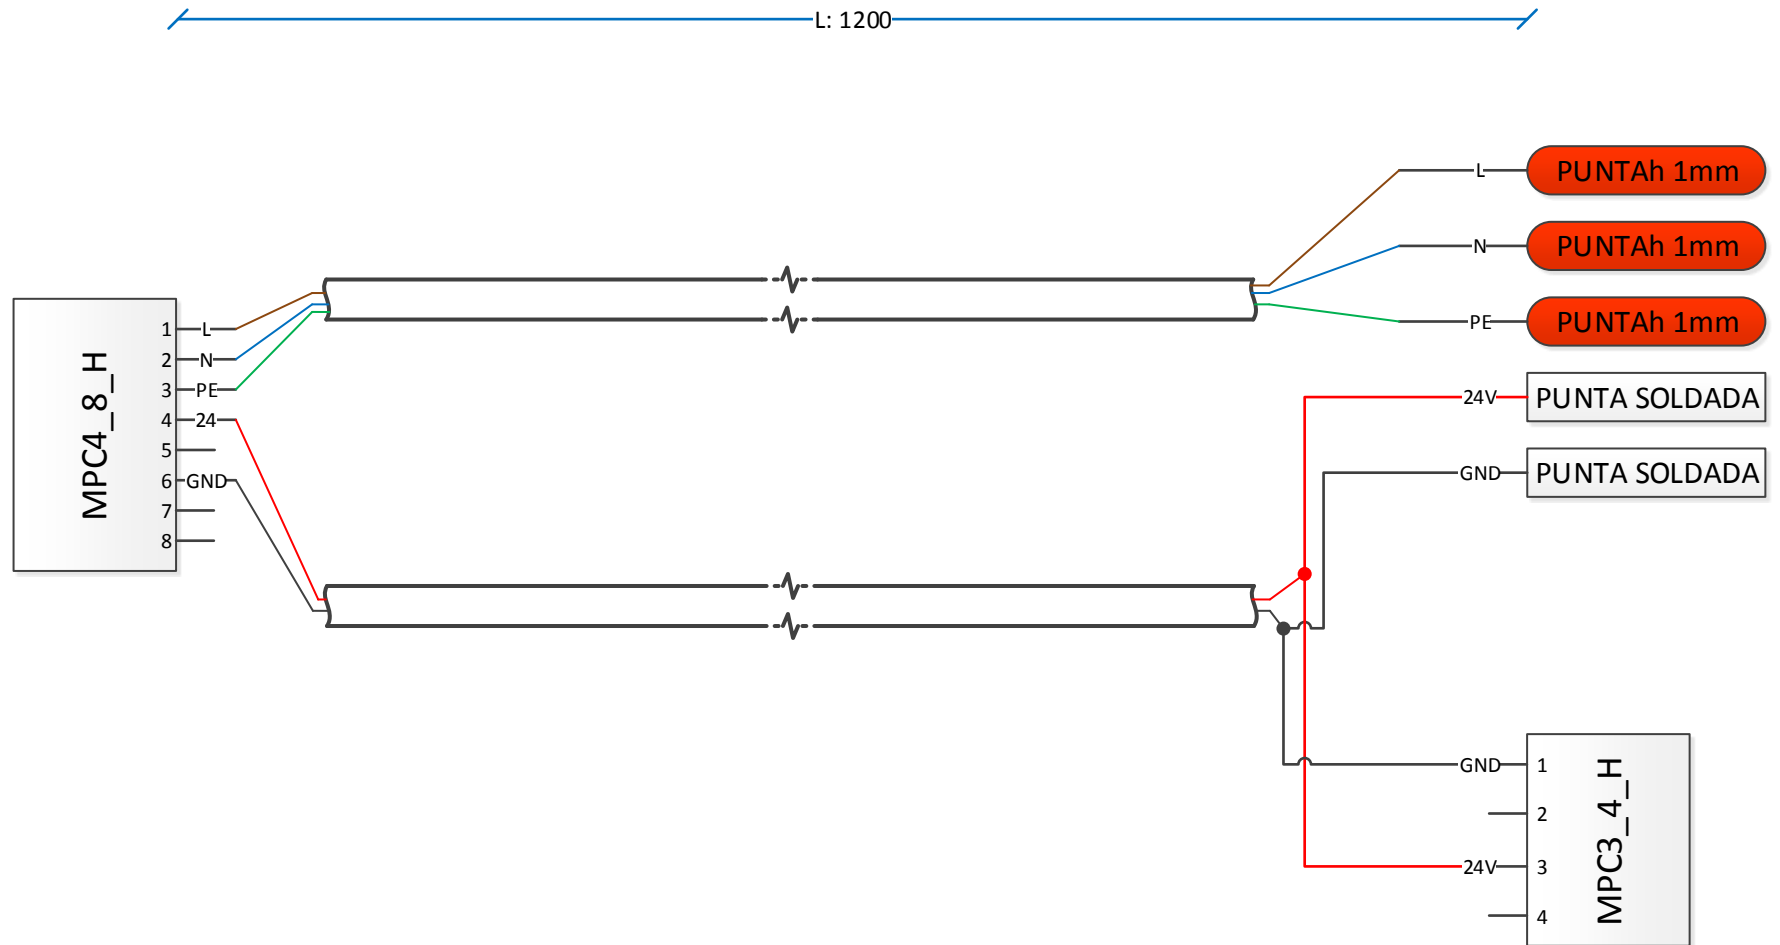 L: 1200
L
PUNTAh 1mm
N
PUNTAh 1mm
PE
PUNTAh 1mm
24V
PUNTA SOLDADA
GND
PUNTA SOLDADA
MPC4_8_H
1 L
2 N
3 PE
4 24
5
6 GND
7
8
GND 1
2
24V 3
4
MPC3_4_H